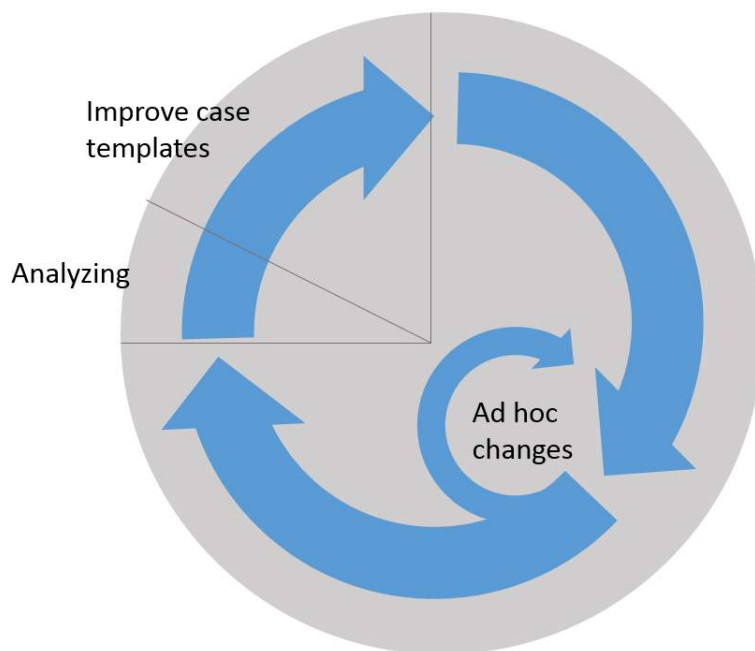 Improve case
templates
Analyzing
Ad hoc
changes